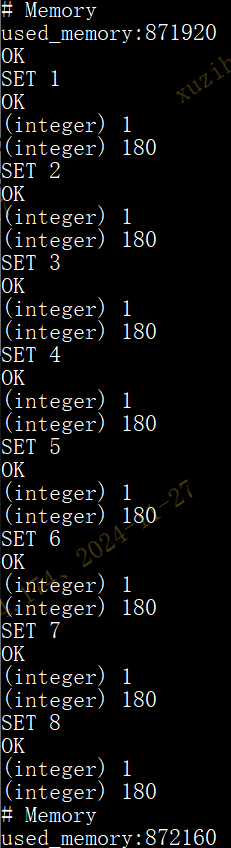 # Memory
used_memory:871920
OK
SET 1
OK
(integer) 1
(integer) 180
SET 2
OK
(integer) 1
(integer) 180
SET 3
OK
(integer) 1
(integer) 180
SET 4
OK
(integer) 1
(integer) 180
SET 5
OK
(integer) 1
(integer) 180
SET 6
OK
(integer) 1
(integer) 180
SET 7
OK
(integer) 1
(integer) 180
SET 8
OK
(integer) 1
(integer) 180
# Memory
used_memory:872160